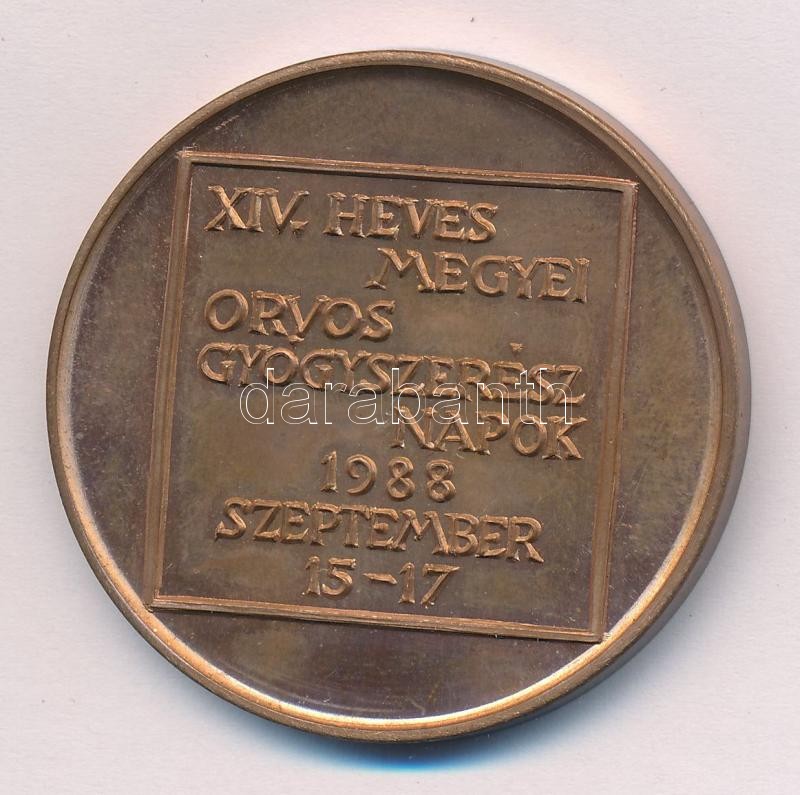 XIV. HEVES
MEGYEI
ORVOS
GYÓGYSZERÉSZ
NAPOK
1988
SZEPTEMBER
15-17
darabanth